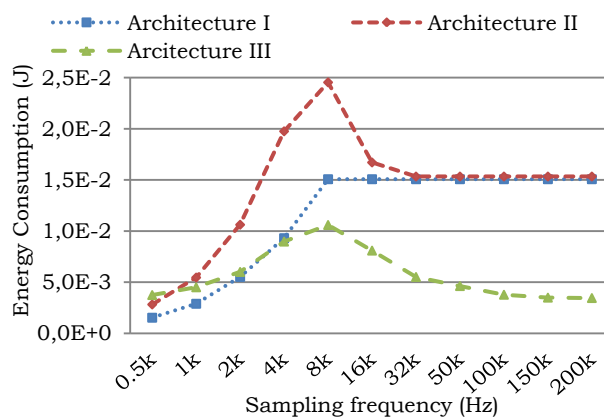 Architecture I
Architecture II
Arcitecture III
Energy Consumption (J)
2,5E-2
2,0E-2
1,5E-2
1,0E-2
5,0E-3
0,0E+0
0.5k
1k
2k
4k
8k
16k
32k
50k
100k
150k
200k
Sampling frequency (Hz)